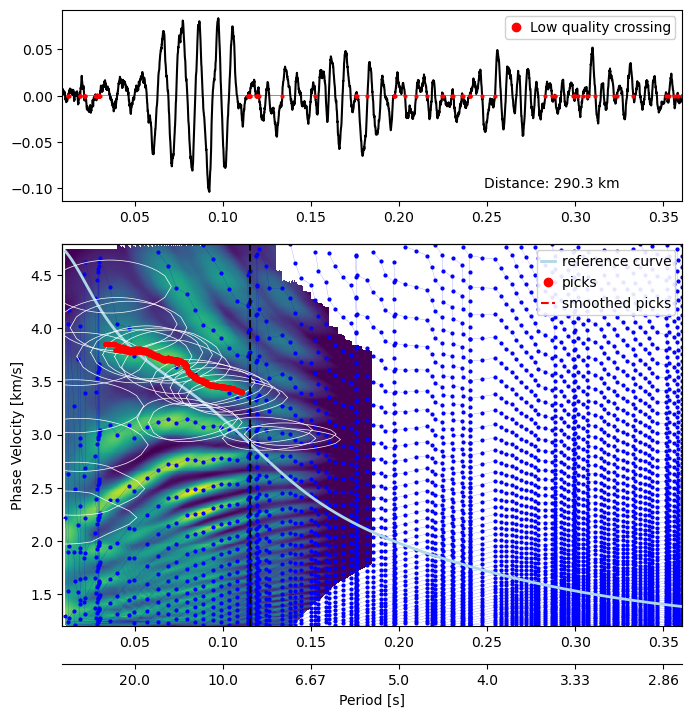 0.05
0.00
−0.05
−0.10
Low quality crossing
Distance: 290.3 km
0.05 0.10 0.15 0.20 0.25 0.30 0.35
Phase Velocity [km/s]
4.5
4.0
3.5
3.0
2.5
2.0
1.5
reference curve
picks
smoothed picks
0.05 0.10 0.15 0.20 0.25 0.30 0.35
20.0 10.0 6.67 5.0 4.0 3.33 2.86
Period [s]